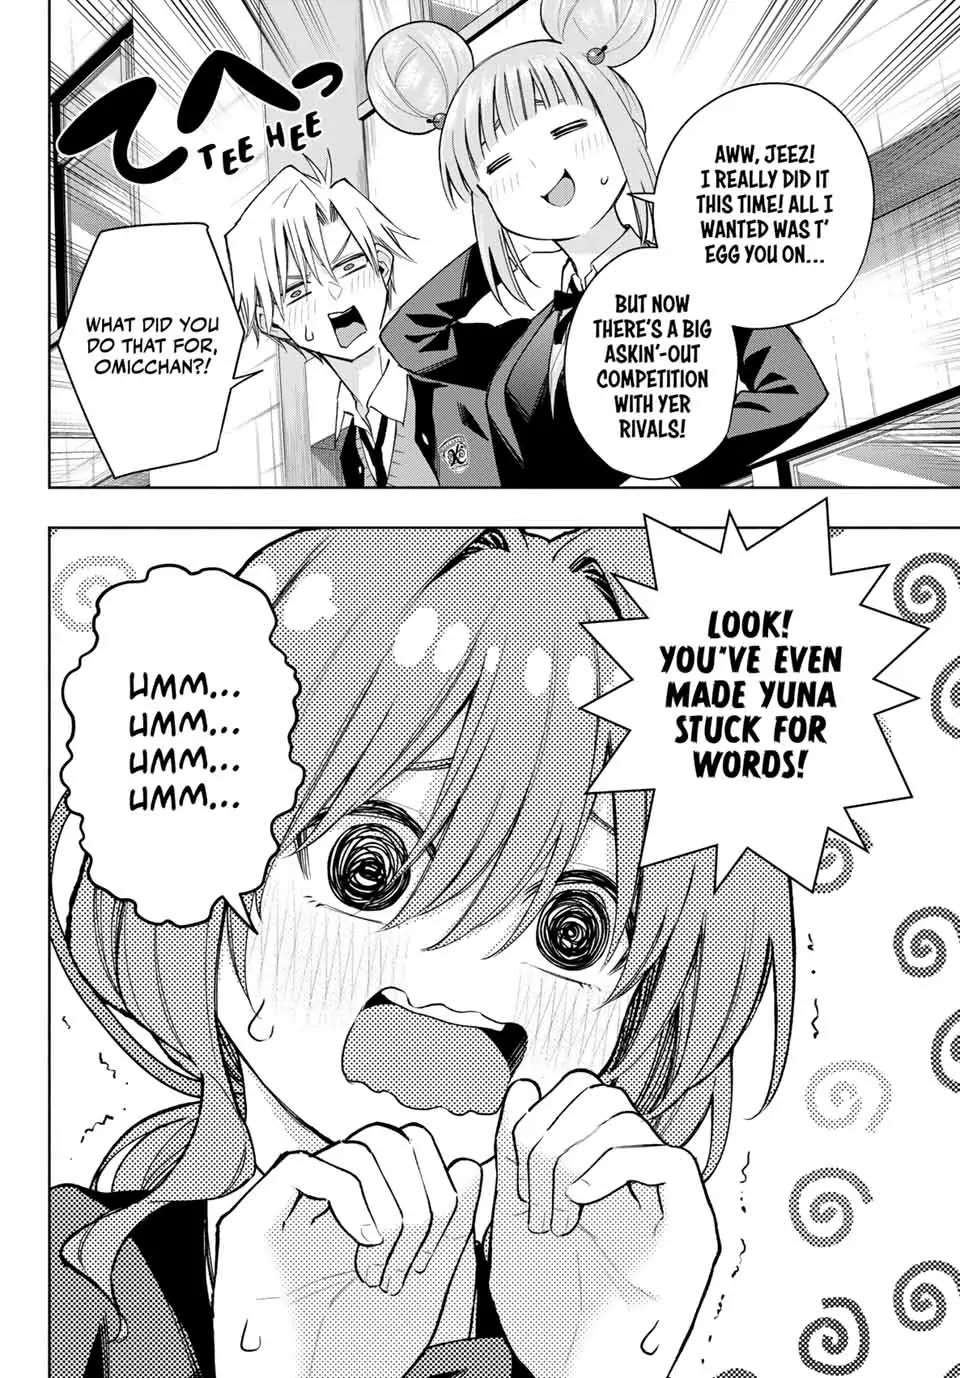 てへっ
TEE HEE
AWW, JEEZ!
I REALLY DID IT
THIS TIME! ALL I
WANTED WAS T'
EGG YOU ON...
BUT NOW
THERE'S A BIG
ASKIN'-OUT
COMPETITION
WITH YER
RIVALS!
WHAT DID YOU
DO THAT FOR,
OMICCHAN?!
LOOK!
YOU'VE EVEN
MADE YUNA
STUCK FOR
WORDS!
UMM...
UMM...
UMM...
UMM...